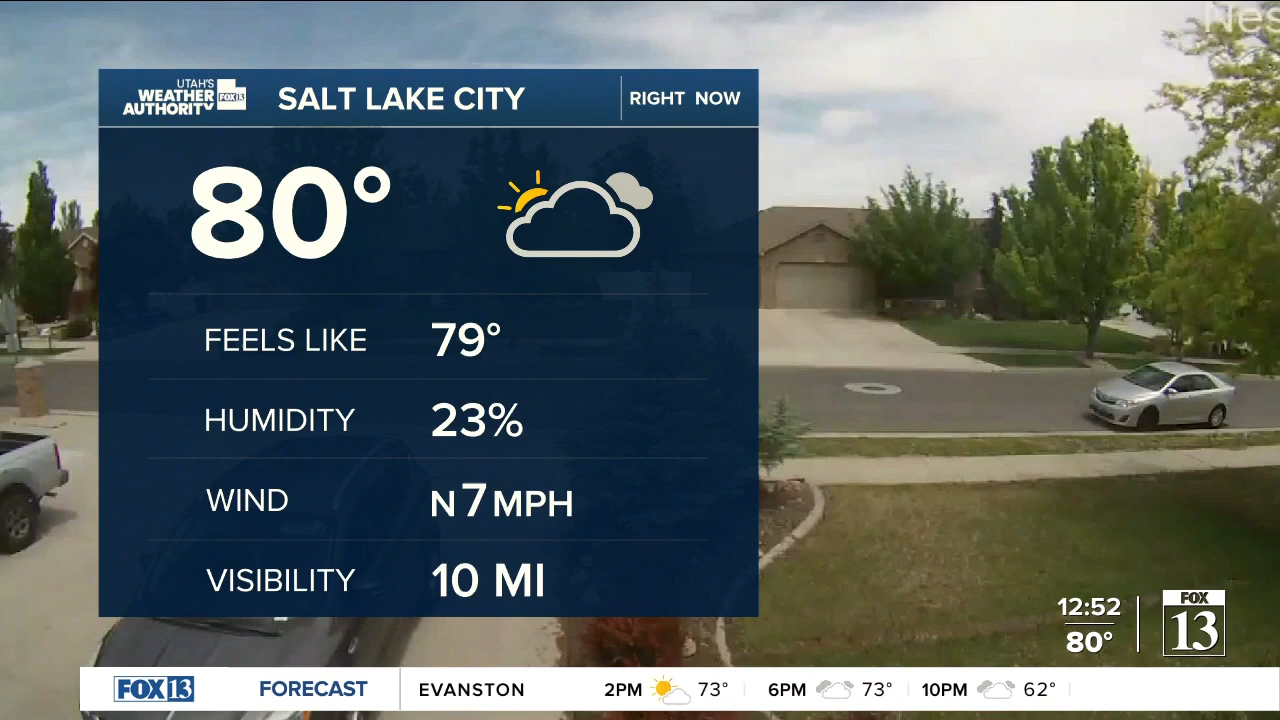 Nes
UTAH'S
WEATHER
AUTHORITY
FOX 13
SALT LAKE CITY
RIGHT NOW
80°
FEELS LIKE 79°
HUMIDITY 23%
WIND N 7 MPH
VISIBILITY 10 MI
12:52
80°
FOX
13
FOX 13 FORECAST EVANSTON 2PM 73° 6PM 73° 10PM 62°